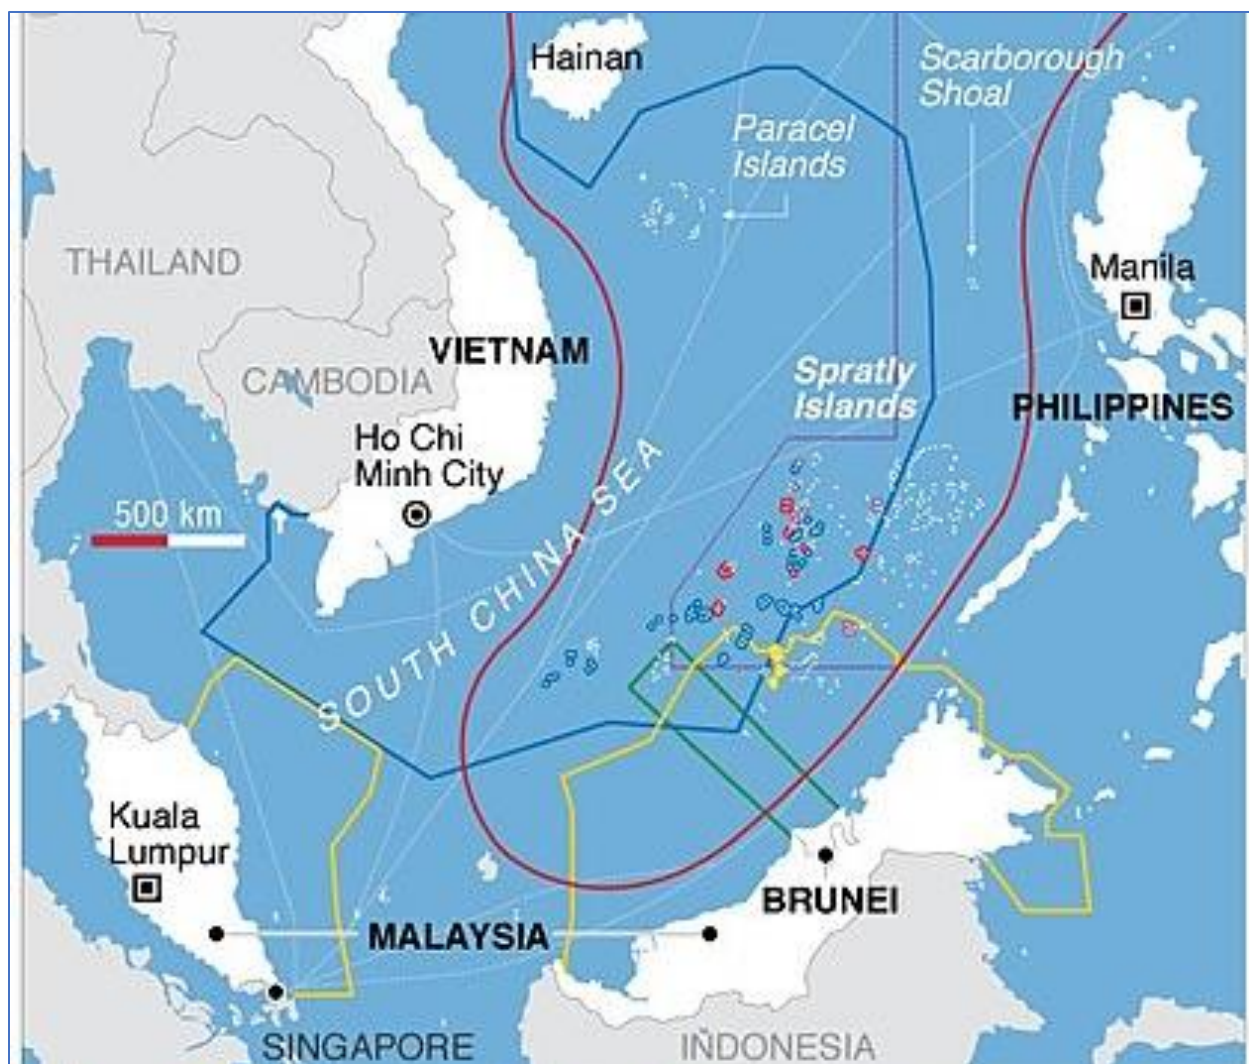 Hainan
Scarborough
Shoal
Paracel
Islands
THAILAND
Manila
VIETNAM
CAMBODIA
Spratly
Islands
PHILIPPINES
Ho Chi
Minh City
500 km
SOUTH CHINA SEA
Kuala
Lumpur
BRUNEI
MALAYSIA
SINGAPORE
INDONESIA